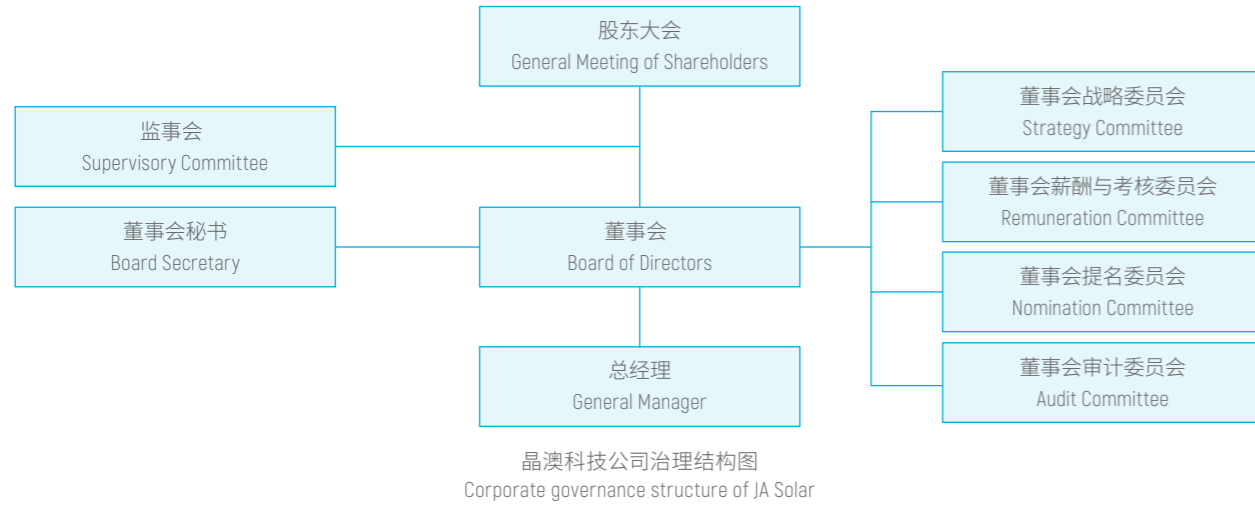 股东大会
General Meeting of Shareholders
监事会
Supervisory Committee
董事会秘书
Board Secretary
董事会
Board of Directors
总经理
General Manager
董事会战略委员会
Strategy Committee
董事会薪酬与考核委员会
Remuneration Committee
董事会提名委员会
Nomination Committee
董事会审计委员会
Audit Committee
晶澳科技公司治理结构图
Corporate governance structure of JA Solar